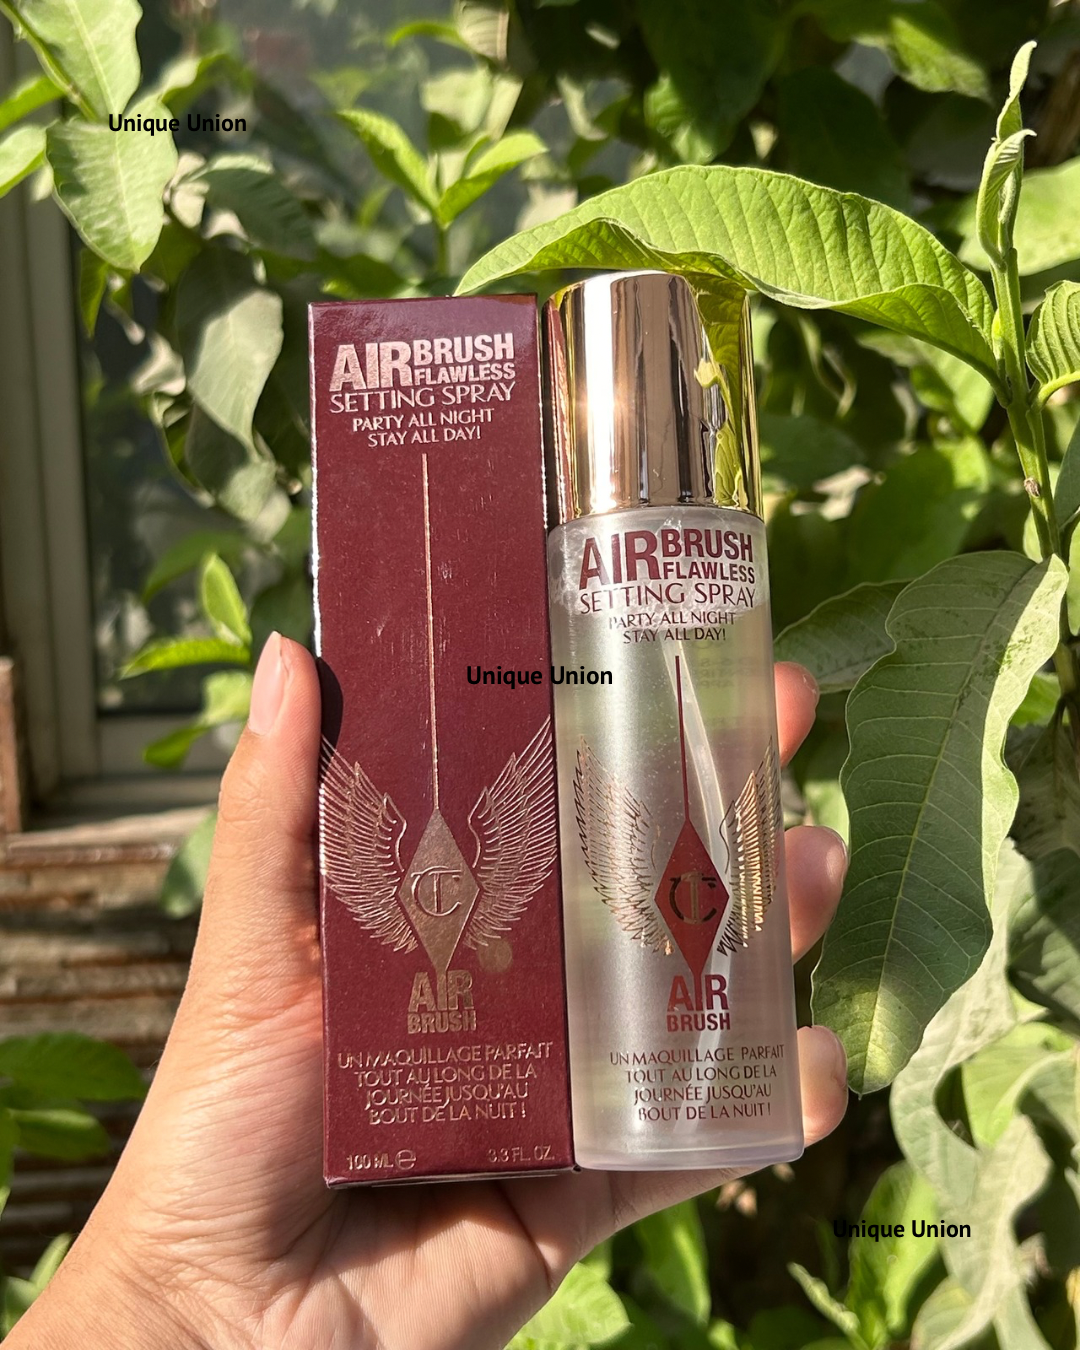 Unique Union
AIRBRUSH
FLAWLESS
SETTING SPRAY
PARTY ALL NIGHT
STAY ALL DAY!
CT
AIR
BRUSH
UN MAQUILLAGE PARFAIT
TOUT AU LONG DE LA
JOURNÉE JUSQU'AU
BOUT DE LA NUIT !
100 ML ℮ 3.3 FL. OZ.
AIRBRUSH
FLAWLESS
SETTING SPRAY
PARTY ALL NIGHT
STAY ALL DAY!
Unique Union
CT
AIR
BRUSH
UN MAQUILLAGE PARFAIT
TOUT AU LONG DE LA
JOURNÉE JUSQU'AU
BOUT DE LA NUIT !
Unique Union